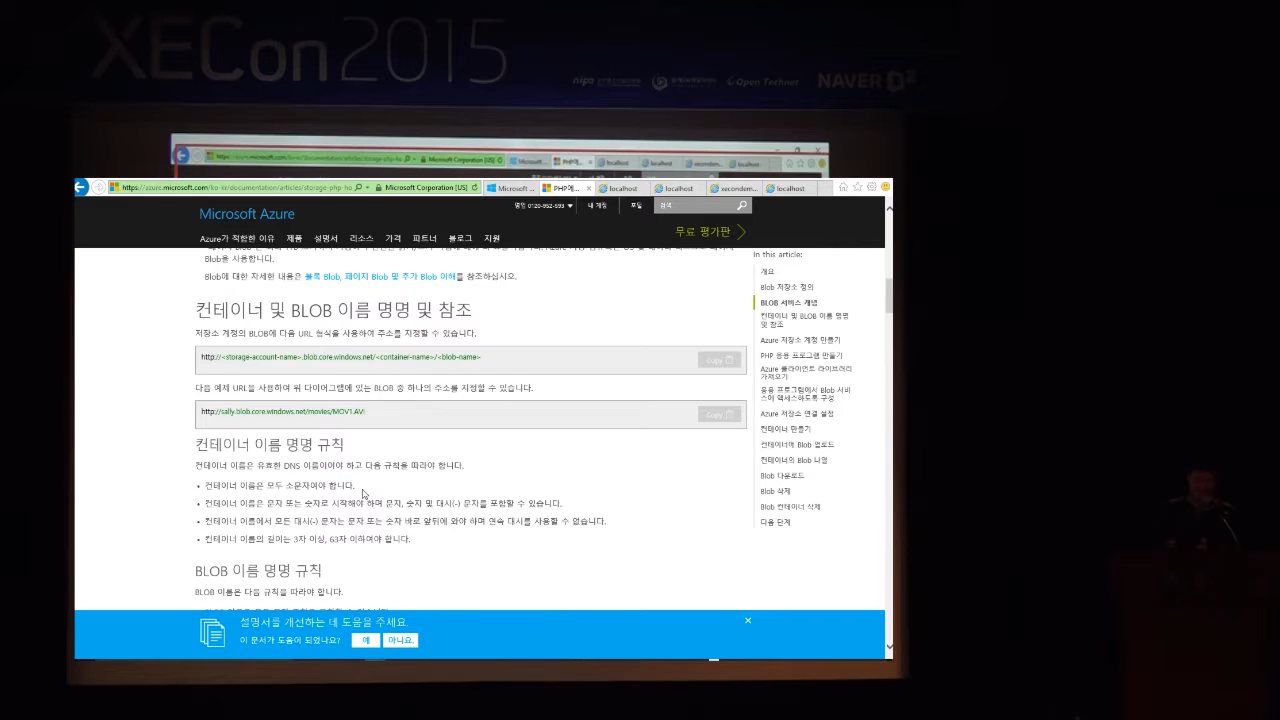 XECon2015
nipa
Open Technet
NAVER D2
https://azure.microsoft.com/ko-kr/documentation/articles/storage-php-ho
Microsoft Corporation [US]
Microsoft ...
PHP에...
localhost
localhost
xecondem...
localhost
Microsoft Azure
영업 0120-952-593
내 계정
포털
검색
Azure가 적합한 이유 제품 설명서 리소스 가격 파트너 블로그 지원
무료 평가판
Blob을 사용합니다.
Blob에 대한 자세한 내용은 블록 Blob, 페이지 Blob 및 추가 Blob 이해를 참조하십시오.
컨테이너 및 BLOB 이름 명명 및 참조
저장소 계정의 BLOB에 다음 URL 형식을 사용하여 주소를 지정할 수 있습니다.
http://<storage-account-name>.blob.core.windows.net/<container-name>/<blob-name>
Copy
다음 예제 URL을 사용하여 위 다이어그램에 있는 BLOB 중 하나의 주소를 지정할 수 있습니다.
http://sally.blob.core.windows.net/movies/MOV1.AVI
Copy
컨테이너 이름 명명 규칙
컨테이너 이름은 유효한 DNS 이름이어야 하고 다음 규칙을 따라야 합니다.
• 컨테이너 이름은 모두 소문자여야 합니다.
• 컨테이너 이름은 문자 또는 숫자로 시작해야 하며 문자, 숫자 및 대시(-) 문자를 포함할 수 있습니다.
• 컨테이너 이름에서 모든 대시(-) 문자는 문자 또는 숫자 바로 앞뒤에 와야 하며 연속 대시를 사용할 수 없습니다.
• 컨테이너 이름의 길이는 3자 이상, 63자 이하여야 합니다.
BLOB 이름 명명 규칙
BLOB 이름은 다음 규칙을 따라야 합니다.
In this article:
개요
Blob 저장소 정의
BLOB 서비스 개념
컨테이너 및 BLOB 이름 명명
및 참조
Azure 저장소 계정 만들기
PHP 응용 프로그램 만들기
Azure 클라이언트 라이브러리
가져오기
응용 프로그램에서 Blob 서비
스에 액세스하도록 구성
Azure 저장소 연결 설정
컨테이너 만들기
컨테이너에 Blob 업로드
컨테이너의 Blob 나열
Blob 다운로드
Blob 삭제
Blob 컨테이너 삭제
다음 단계
설명서를 개선하는 데 도움을 주세요.
이 문서가 도움이 되었나요? 예 아니요.